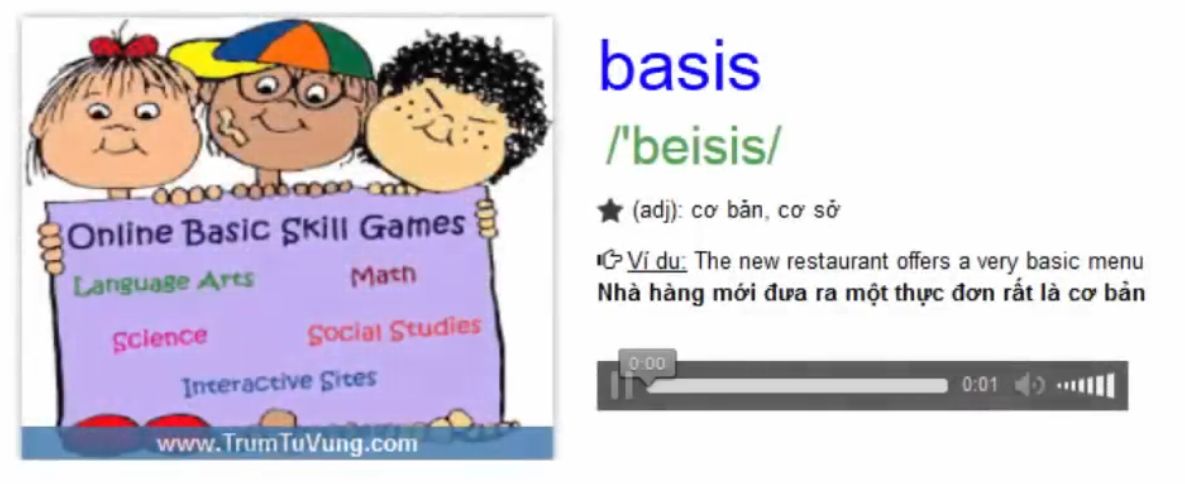 Online Basic Skill Games
Language Arts
Math
Science
Social Studies
Interactive Sites
www.TrumTuVung.com
basis
/'beisis/
(adj): cơ bản, cơ sở
Ví du: The new restaurant offers a very basic menu
Nhà hàng mới đưa ra một thực đơn rất là cơ bản
0:00
0:01